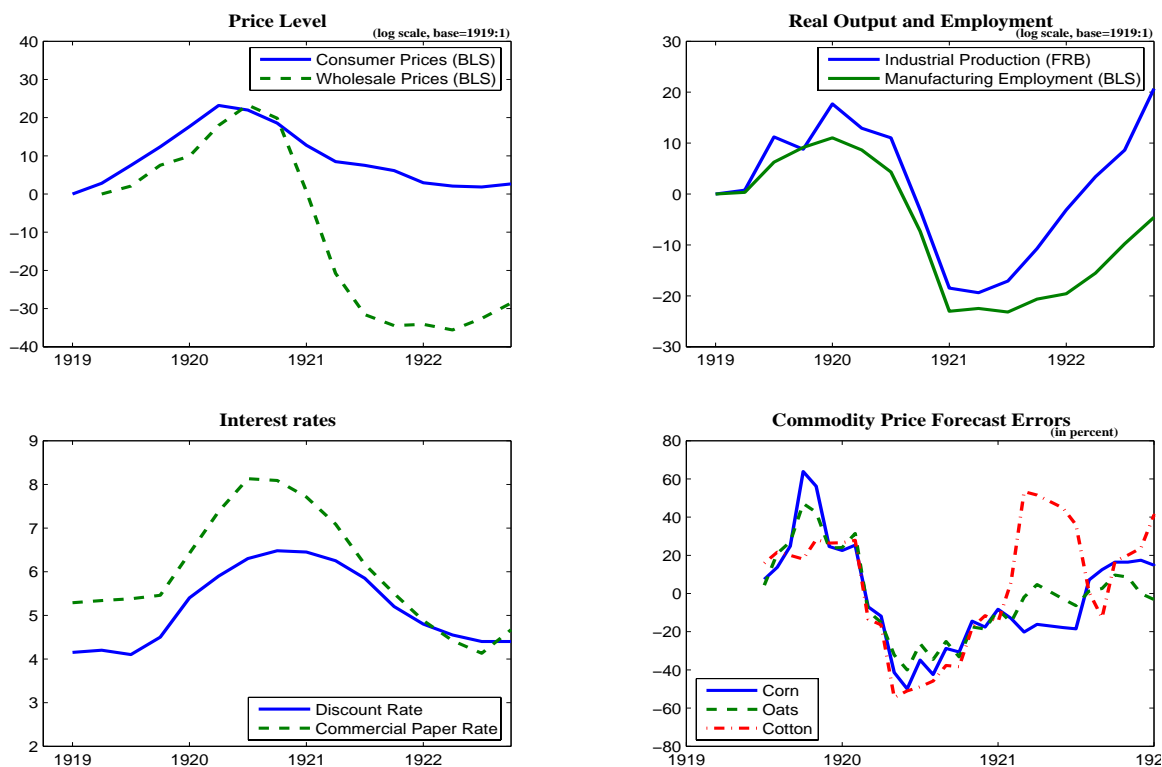 Price Level
(log scale, base=1919:1)
Consumer Prices (BLS)
Wholesale Prices (BLS)
40
30
20
10
0
−10
−20
−30
−40
1919 1920 1921 1922
Real Output and Employment
(log scale, base=1919:1)
Industrial Production (FRB)
Manufacturing Employment (BLS)
30
20
10
0
−10
−20
−30
1919 1920 1921 1922
Interest rates
9
8
7
6
5
4
3
2
Discount Rate
Commercial Paper Rate
1919 1920 1921 1922
Commodity Price Forecast Errors
(in percent)
80
60
40
20
0
−20
−40
−60
−80
Corn
Oats
Cotton
1919 1920 1921 192